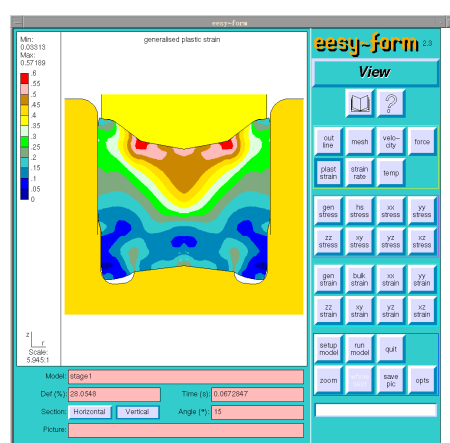 eesy-form
Min:
0.03313
Max:
0.57189
.6
.55
.5
.45
.4
.35
.3
.25
.2
.15
.1
.05
0
generalised plastic strain
z
r
Scale:
5.945:1
Model: stage1
Def (%): 28.0548 Time (s): 0.0672847
Section: Horizontal Vertical Angle (°): 15
Picture:
eesy-form 2.3
View
?
out line mesh velo-city force
plast strain strain rate temp
gen stress hs stress xx stress yy stress
zz stress xy stress yz stress xz stress
gen strain bulk strain xx strain yy strain
zz strain xy strain yz strain xz strain
setup model run model quit
zoom save pic opts